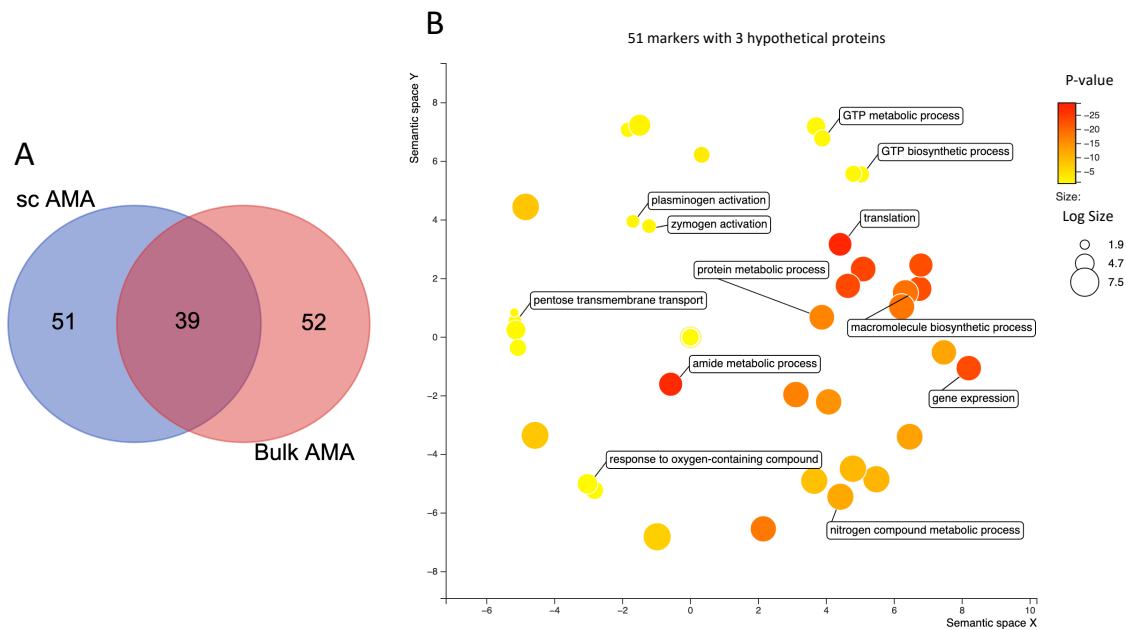 A
sc AMA
51
39
52
Bulk AMA
B
51 markers with 3 hypothetical proteins
Semantic space Y
8
6
4
2
0
−2
−4
−6
−8
GTP metabolic process
GTP biosynthetic process
plasminogen activation
zymogen activation
translation
protein metabolic process
pentose transmembrane transport
macromolecule biosynthetic process
amide metabolic process
gene expression
response to oxygen-containing compound
nitrogen compound metabolic process
−6 −4 −2 0 2 4 6 8 10
Semantic space X
P-value
−25
−20
−15
−10
−5
Size:
Log Size
1.9
4.7
7.5